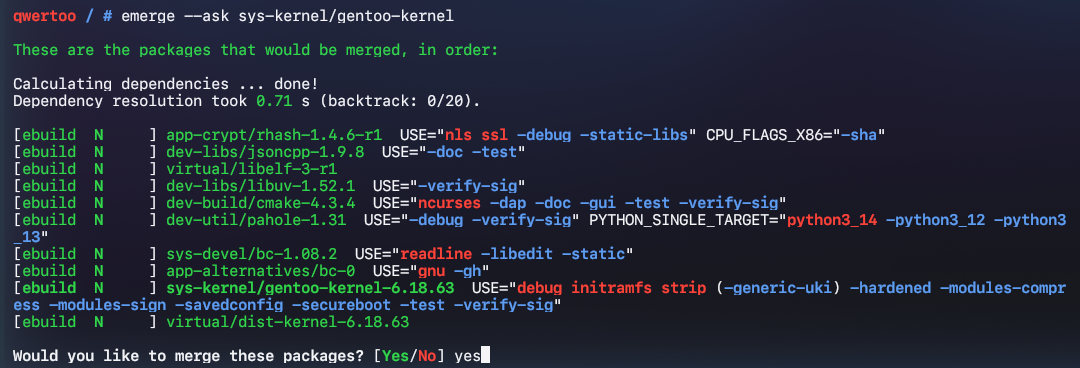 qwertoo / # emerge --ask sys-kernel/gentoo-kernel
These are the packages that would be merged, in order:
Calculating dependencies ... done!
Dependency resolution took 0.71 s (backtrack: 0/20).
[ebuild  N     ] app-crypt/rhash-1.4.6-r1  USE="nls ssl -debug -static-libs" CPU_FLAGS_X86="-sha"
[ebuild  N     ] dev-libs/jsoncpp-1.9.8  USE="-doc -test"
[ebuild  N     ] virtual/libelf-3-r1
[ebuild  N     ] dev-libs/libuv-1.52.1  USE="-verify-sig"
[ebuild  N     ] dev-build/cmake-4.3.4  USE="ncurses -dap -doc -gui -test -verify-sig"
[ebuild  N     ] dev-util/pahole-1.31  USE="-debug -verify-sig" PYTHON_SINGLE_TARGET="python3_14 -python3_12 -python3
_13"
[ebuild  N     ] sys-devel/bc-1.08.2  USE="readline -libedit -static"
[ebuild  N     ] app-alternatives/bc-0  USE="gnu -gh"
[ebuild  N     ] sys-kernel/gentoo-kernel-6.18.63  USE="debug initramfs strip (-generic-uki) -hardened -modules-compr
ess -modules-sign -savedconfig -secureboot -test -verify-sig"
[ebuild  N     ] virtual/dist-kernel-6.18.63
Would you like to merge these packages? [Yes/No] yes